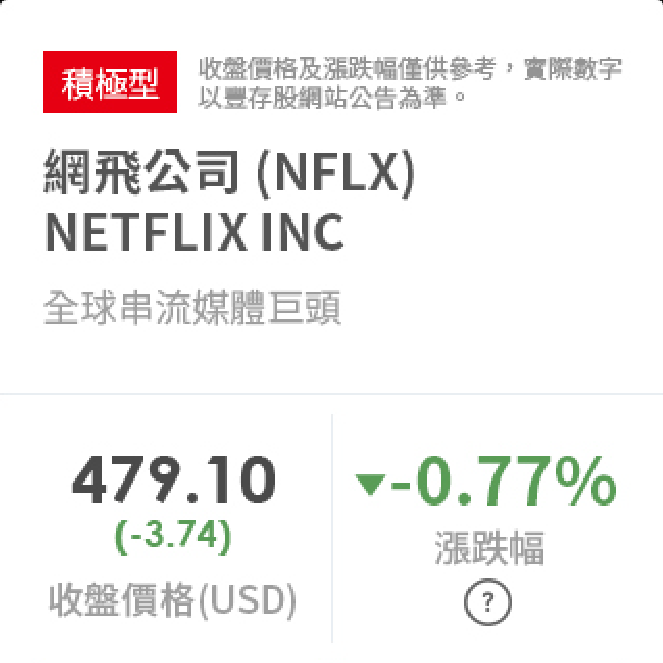 積極型
收盤價格及漲跌幅僅供參考，實際數字
以豐存股網站公告為準。
網飛公司 (NFLX)
NETFLIX INC
全球串流媒體巨頭
479.10
(-3.74)
收盤價格(USD)
▼-0.77%
漲跌幅
?